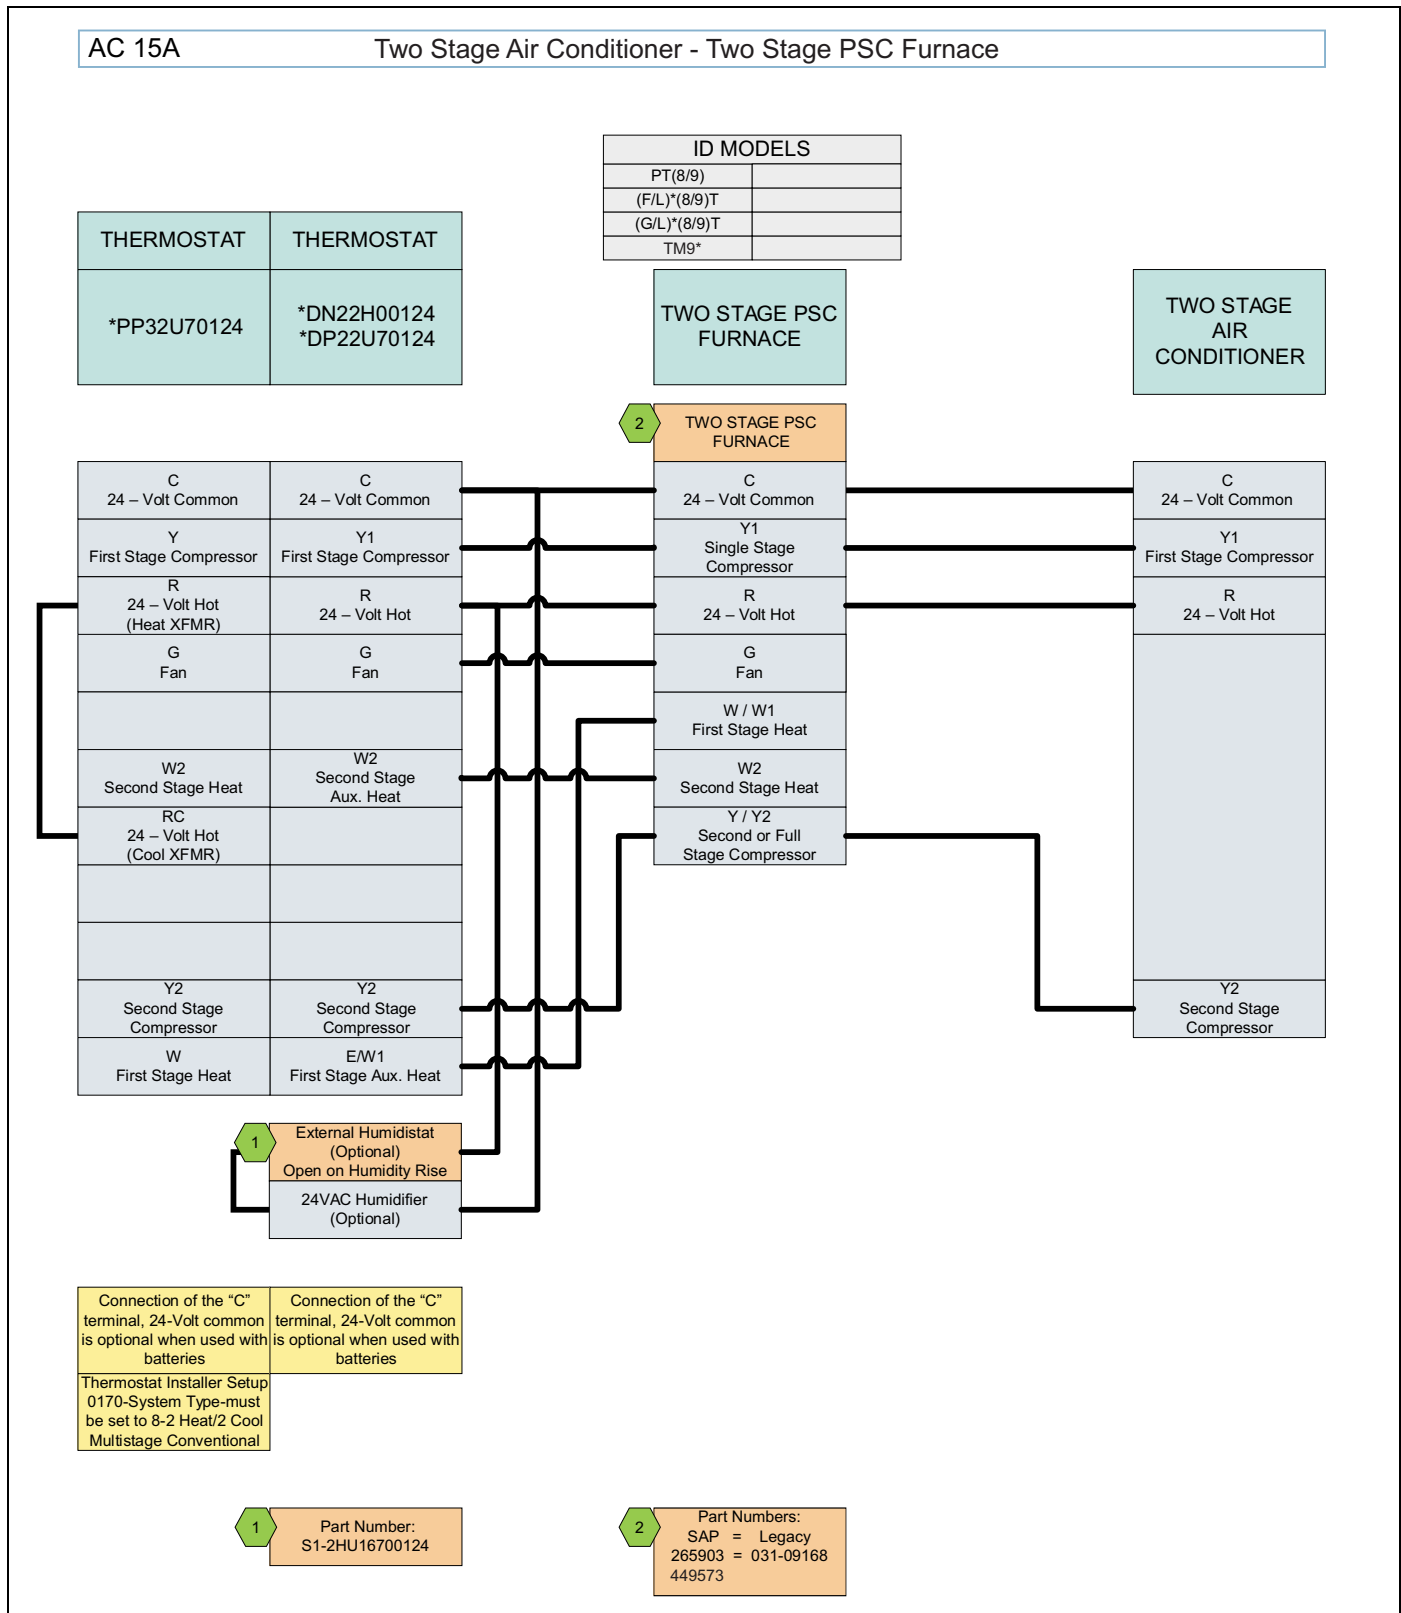 AC 15A
Two Stage Air Conditioner - Two Stage PSC Furnace
ID MODELS
PT(8/9)
(F/L)*(8/9)T
(G/L)*(8/9)T
TM9*
THERMOSTAT
THERMOSTAT
*PP32U70124
*DN22H00124
*DP22U70124
TWO STAGE PSC
FURNACE
TWO STAGE
AIR
CONDITIONER
2
TWO STAGE PSC
FURNACE
C
24 – Volt Common
Y
First Stage Compressor
R
24 – Volt Hot
(Heat XFMR)
G
Fan
W2
Second Stage Heat
RC
24 – Volt Hot
(Cool XFMR)
Y2
Second Stage
Compressor
W
First Stage Heat
C
24 – Volt Common
Y1
First Stage Compressor
R
24 – Volt Hot
G
Fan
W2
Second Stage
Aux. Heat
Y2
Second Stage
Compressor
E/W1
First Stage Aux. Heat
C
24 – Volt Common
Y1
Single Stage
Compressor
R
24 – Volt Hot
G
Fan
W / W1
First Stage Heat
W2
Second Stage Heat
Y / Y2
Second or Full
Stage Compressor
C
24 – Volt Common
Y1
First Stage Compressor
R
24 – Volt Hot
Y2
Second Stage
Compressor
1
External Humidistat
(Optional)
Open on Humidity Rise
24VAC Humidifier
(Optional)
Connection of the “C”
terminal, 24-Volt common
is optional when used with
batteries
Connection of the “C”
terminal, 24-Volt common
is optional when used with
batteries
Thermostat Installer Setup
0170-System Type-must
be set to 8-2 Heat/2 Cool
Multistage Conventional
1
Part Number:
S1-2HU16700124
2
Part Numbers:
SAP = Legacy
265903 = 031-09168
449573